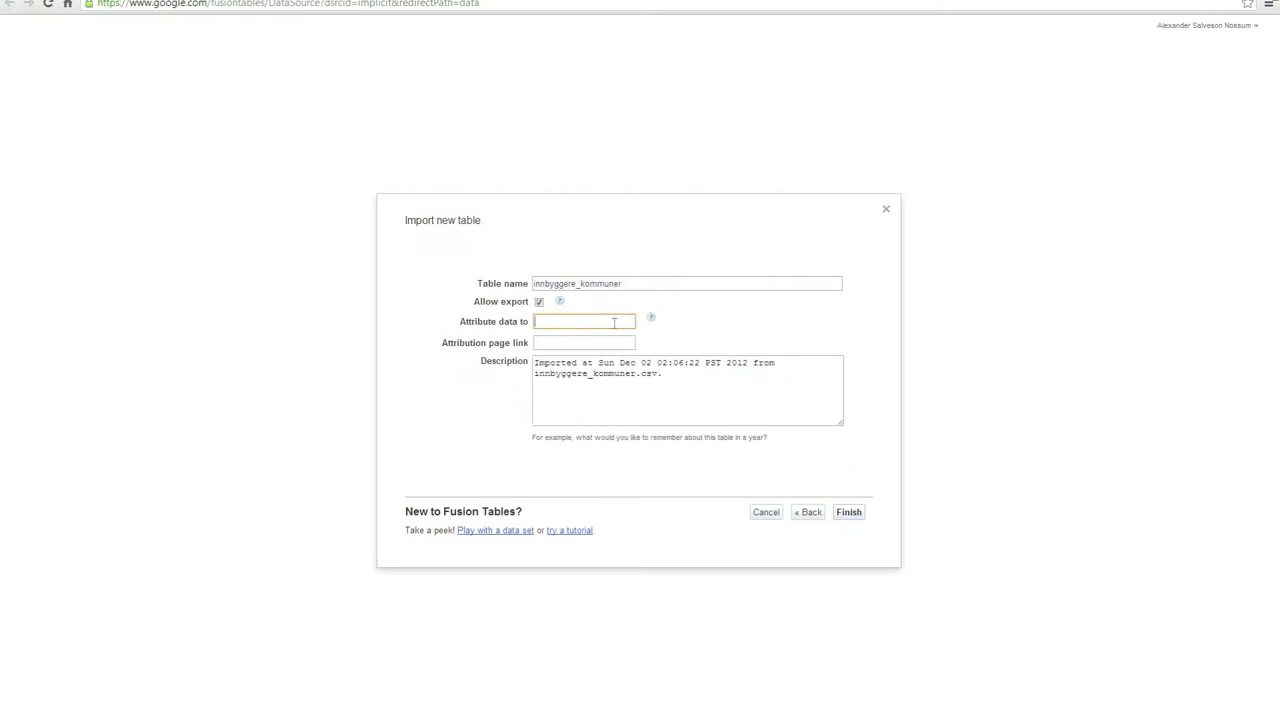 https://www.google.com/fusiontables/DataSource?dsrcid=implicit&redirectPath=data
Alexander Salveson Nossum
Import new table
Table name innbyggere_kommuner
Allow export
Attribute data to
Attribution page link
Description Imported at Sun Dec 02 02:06:22 PST 2012 from
innbyggere_kommuner.csv.
For example, what would you like to remember about this table in a year?
New to Fusion Tables?
Cancel « Back Finish
Take a peek! Play with a data set or try a tutorial.